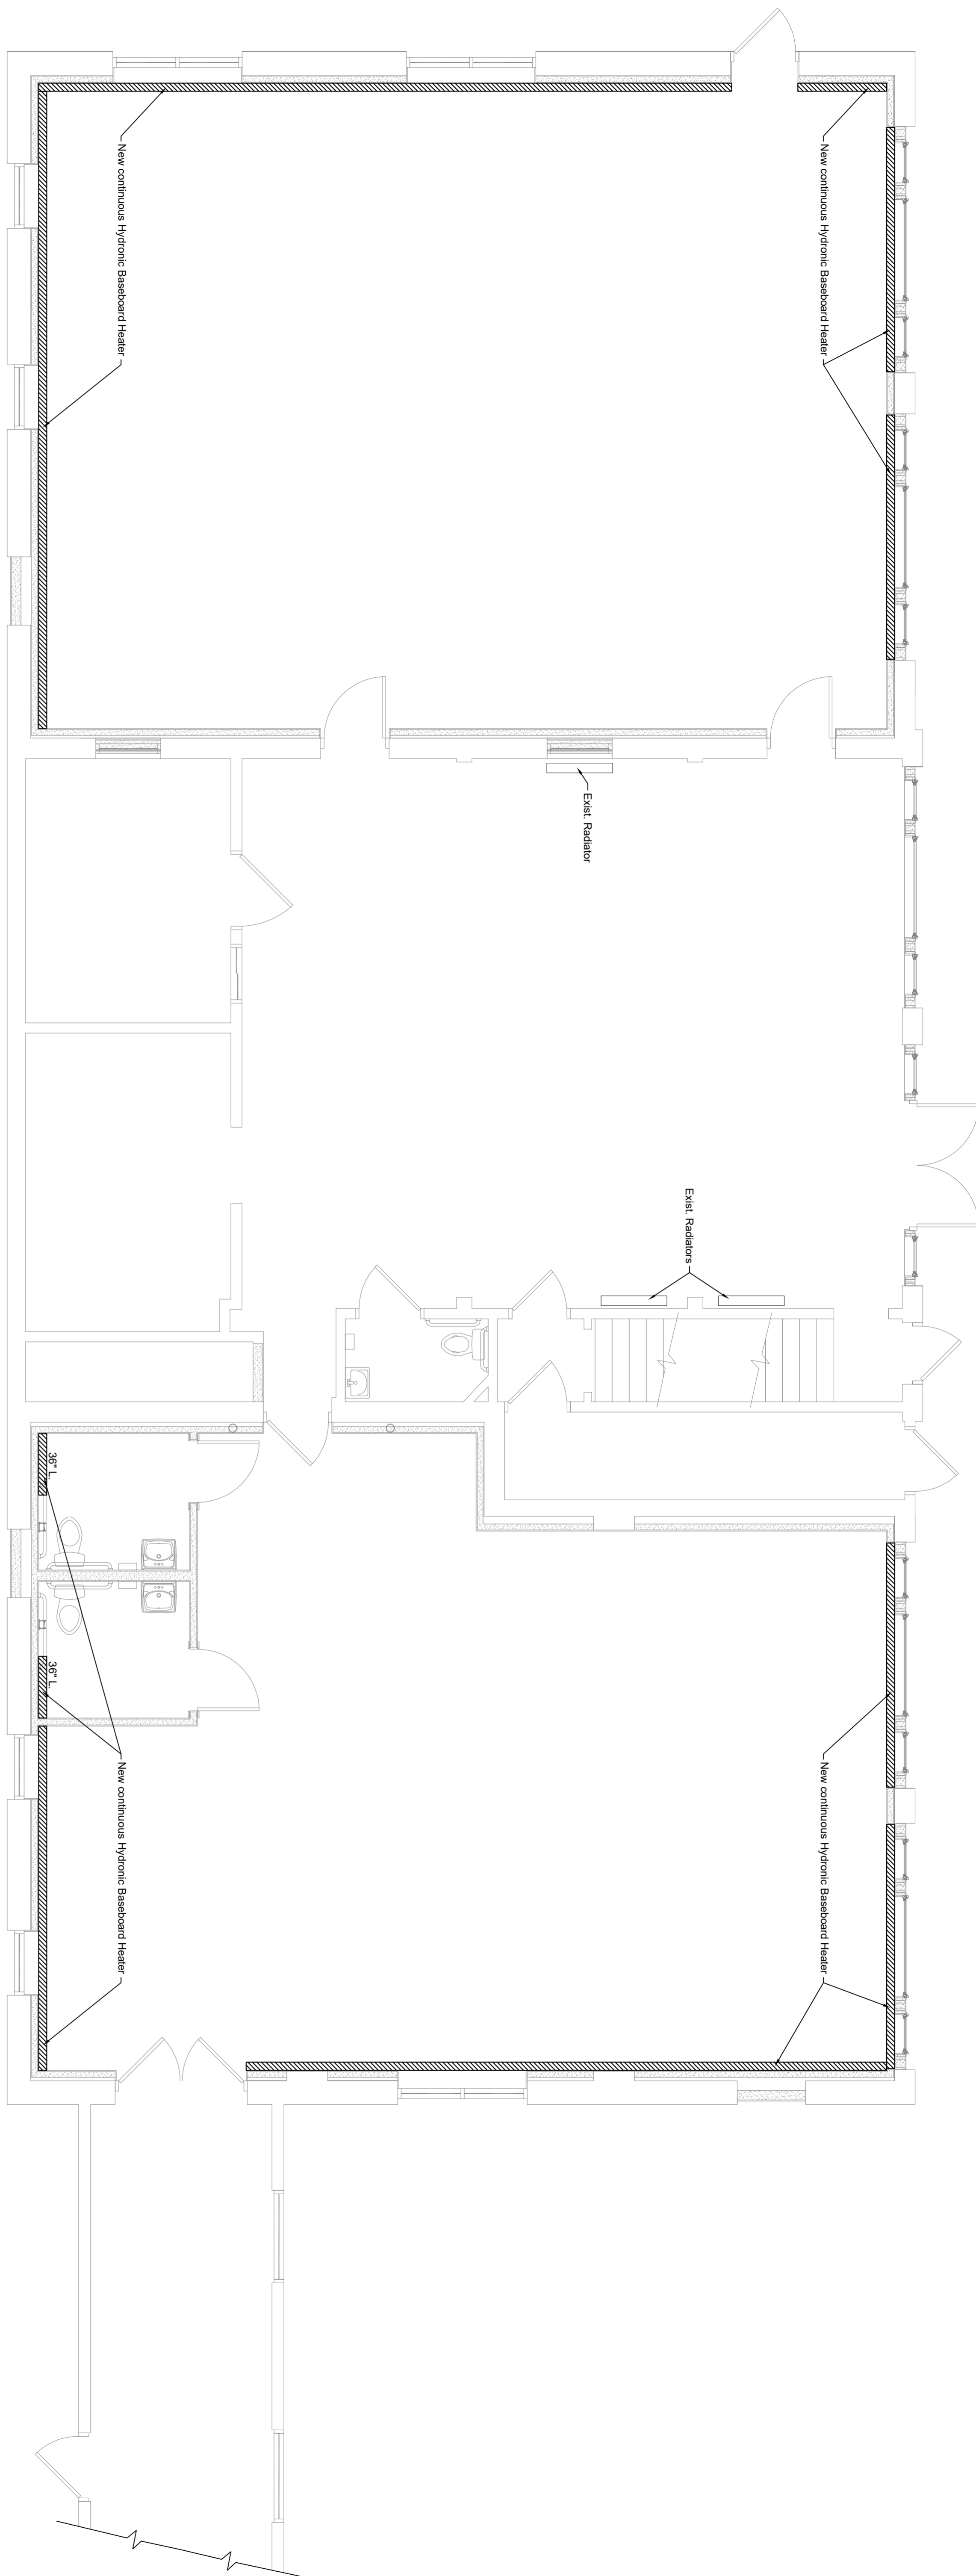 New continuous Hydronic Baseboard Heater
New continuous Hydronic Baseboard Heater
Exist. Radiator
Exist. Radiators
36" L.
36" L.
New continuous Hydronic Baseboard Heater
New continuous Hydronic Baseboard Heater